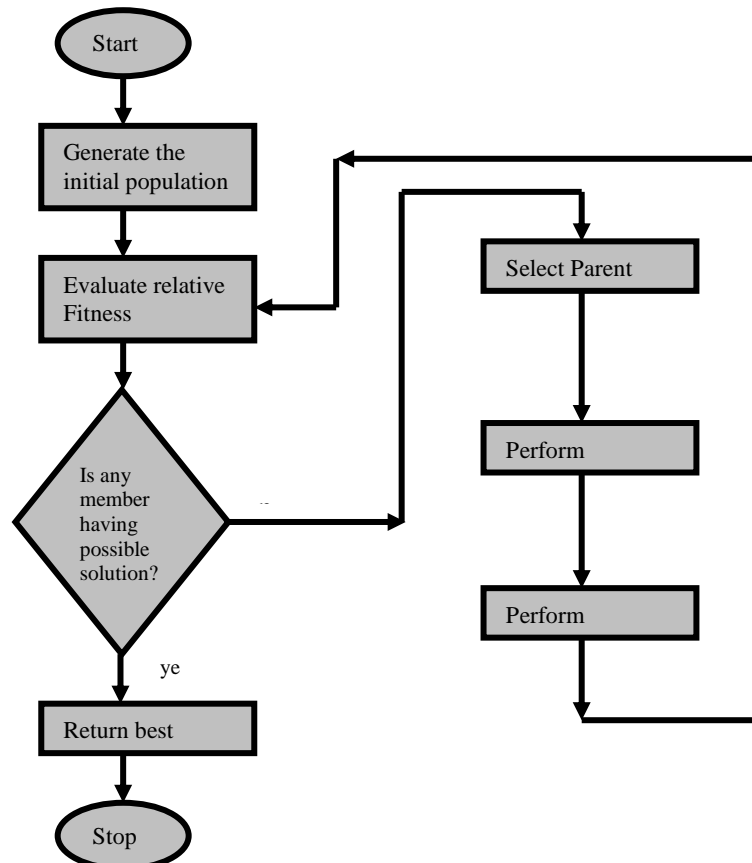 Start
Generate the
initial population
Evaluate relative
Fitness
Is any
member
having
possible
solution?
ye
Return best
Stop
Select Parent
Perform
Perform